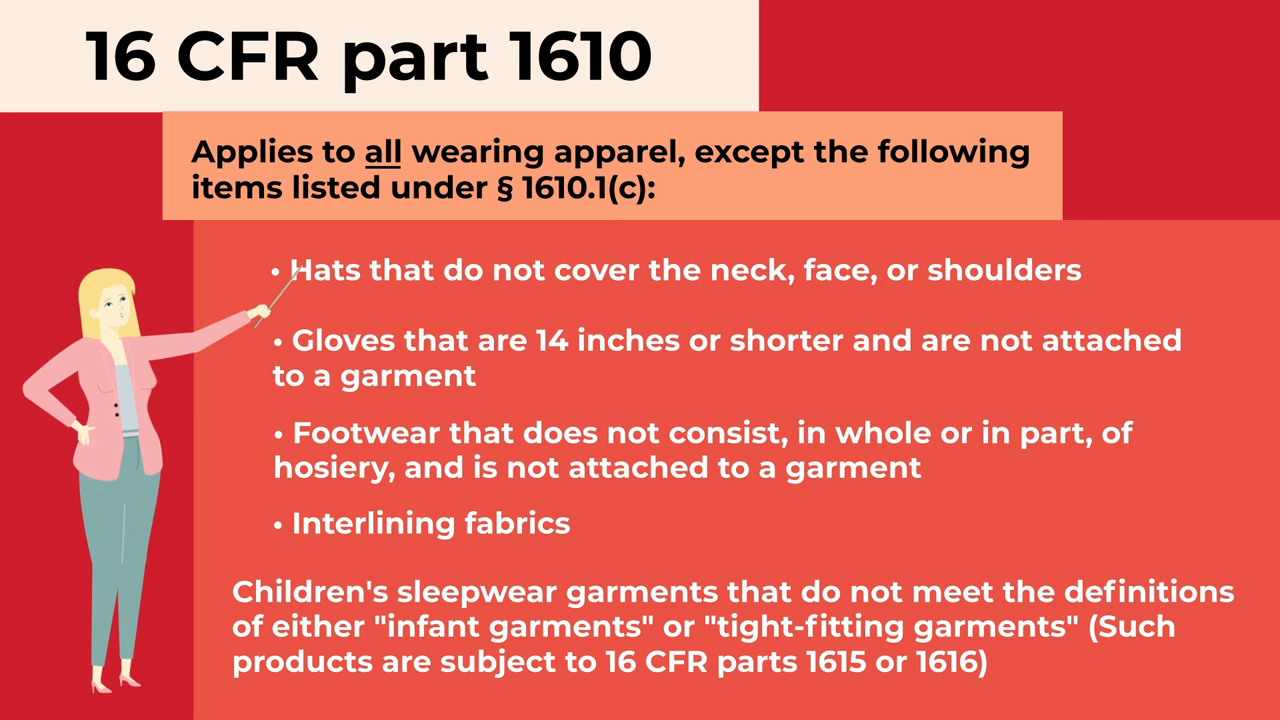 16 CFR part 1610
Applies to all wearing apparel, except the following
items listed under § 1610.1(c):
• Hats that do not cover the neck, face, or shoulders
• Gloves that are 14 inches or shorter and are not attached
to a garment
• Footwear that does not consist, in whole or in part, of
hosiery, and is not attached to a garment
• Interlining fabrics
Children's sleepwear garments that do not meet the definitions
of either "infant garments" or "tight-fitting garments" (Such
products are subject to 16 CFR parts 1615 or 1616)